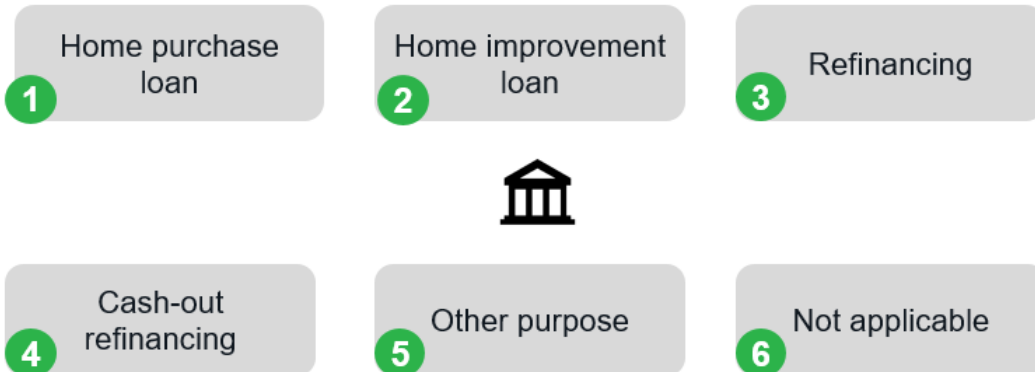 Home purchase
loan
1
Home improvement
loan
2
Refinancing
3
Cash-out
refinancing
4
Other purpose
5
Not applicable
6